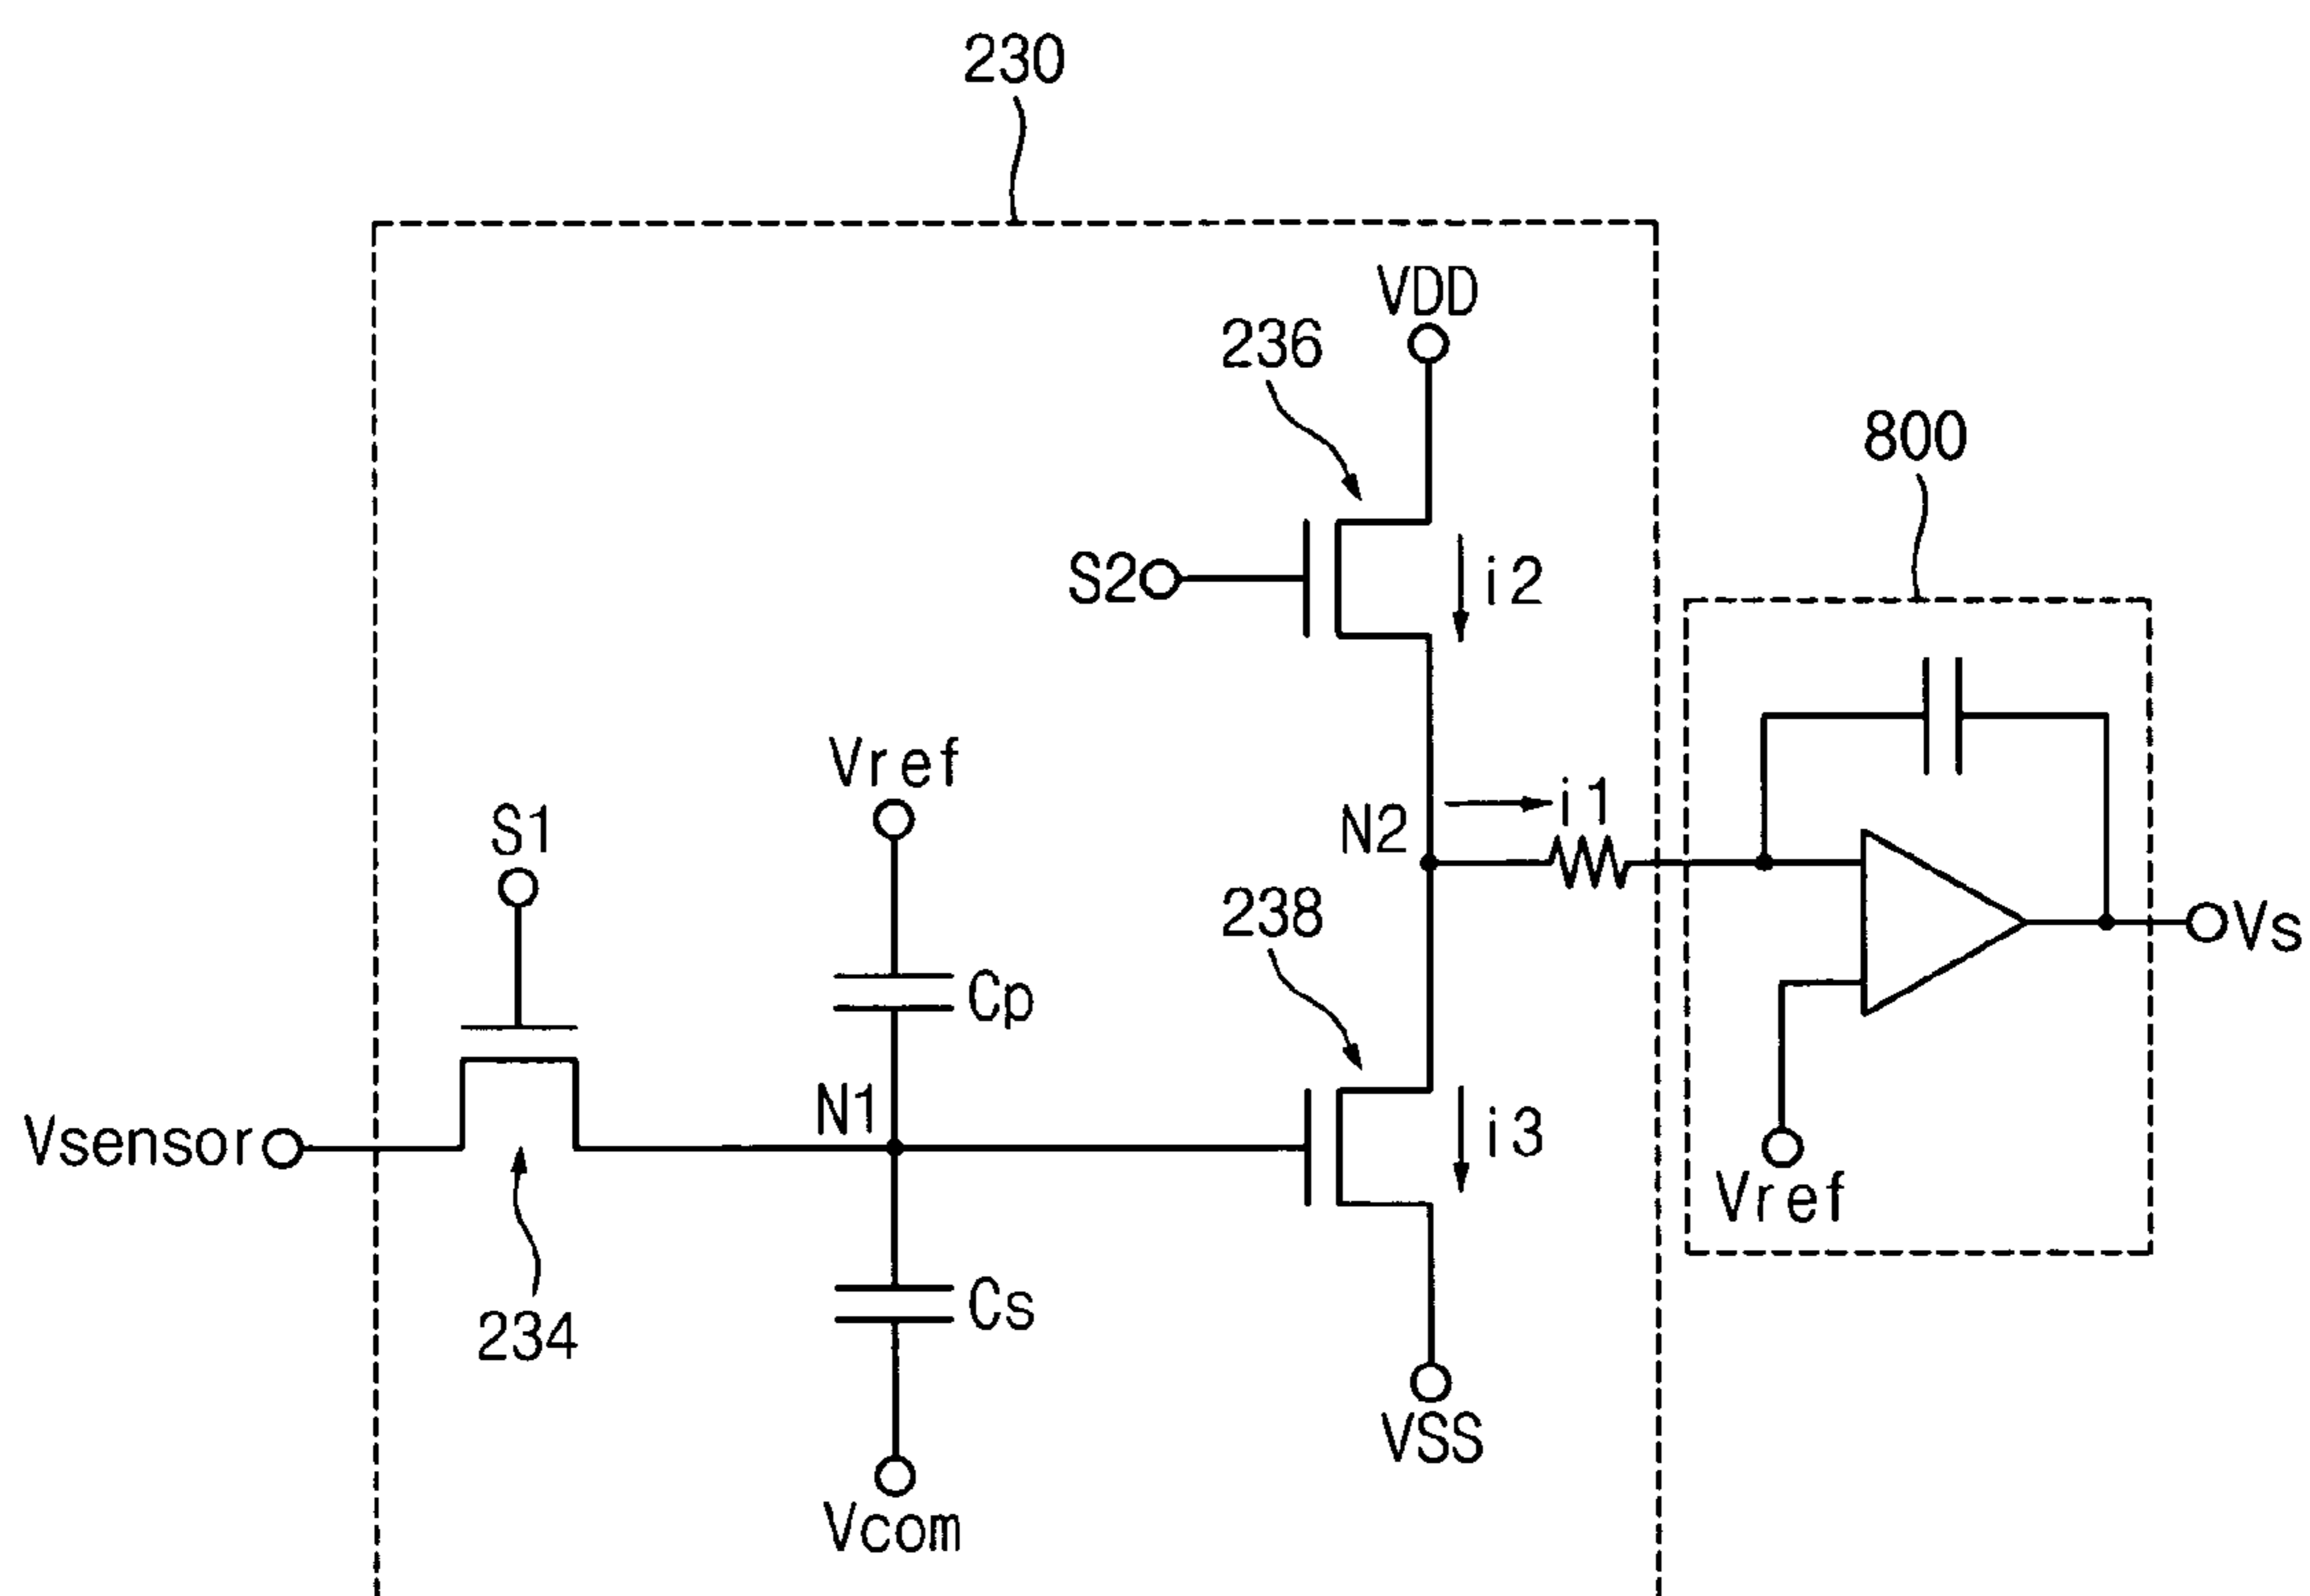 230
VDD
236
800
S2
i2
Vref
S1
N2
i1
238
Cp
Vs
N1
Vsensor
i3
Vref
Cs
234
VSS
Vcom